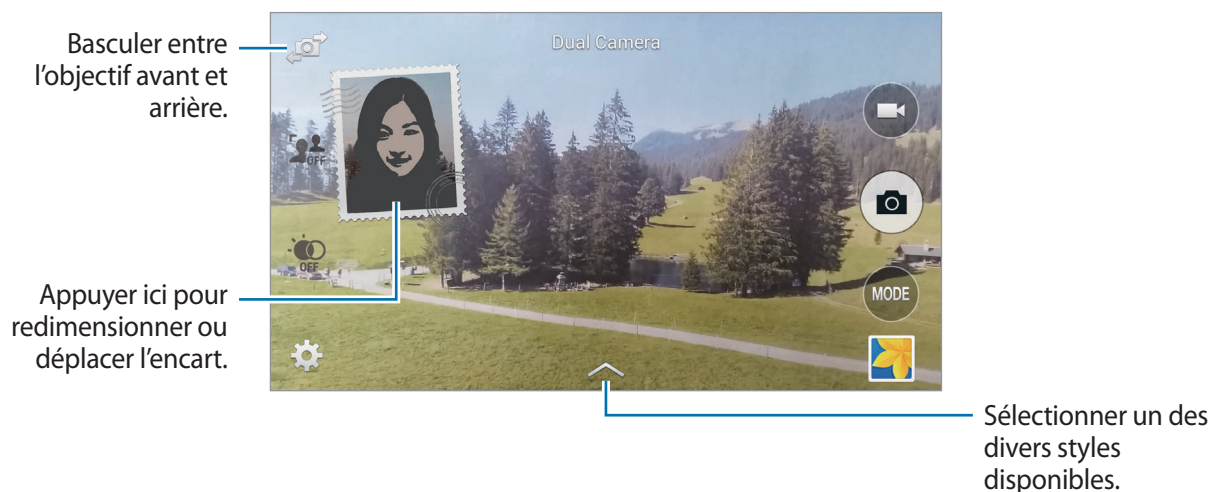 Basculer entre
l’objectif avant et
arrière.
Dual Camera
OFF
OFF
Appuyer ici pour
redimensionner ou
déplacer l’encart.
MODE
Sélectionner un des
divers styles
disponibles.